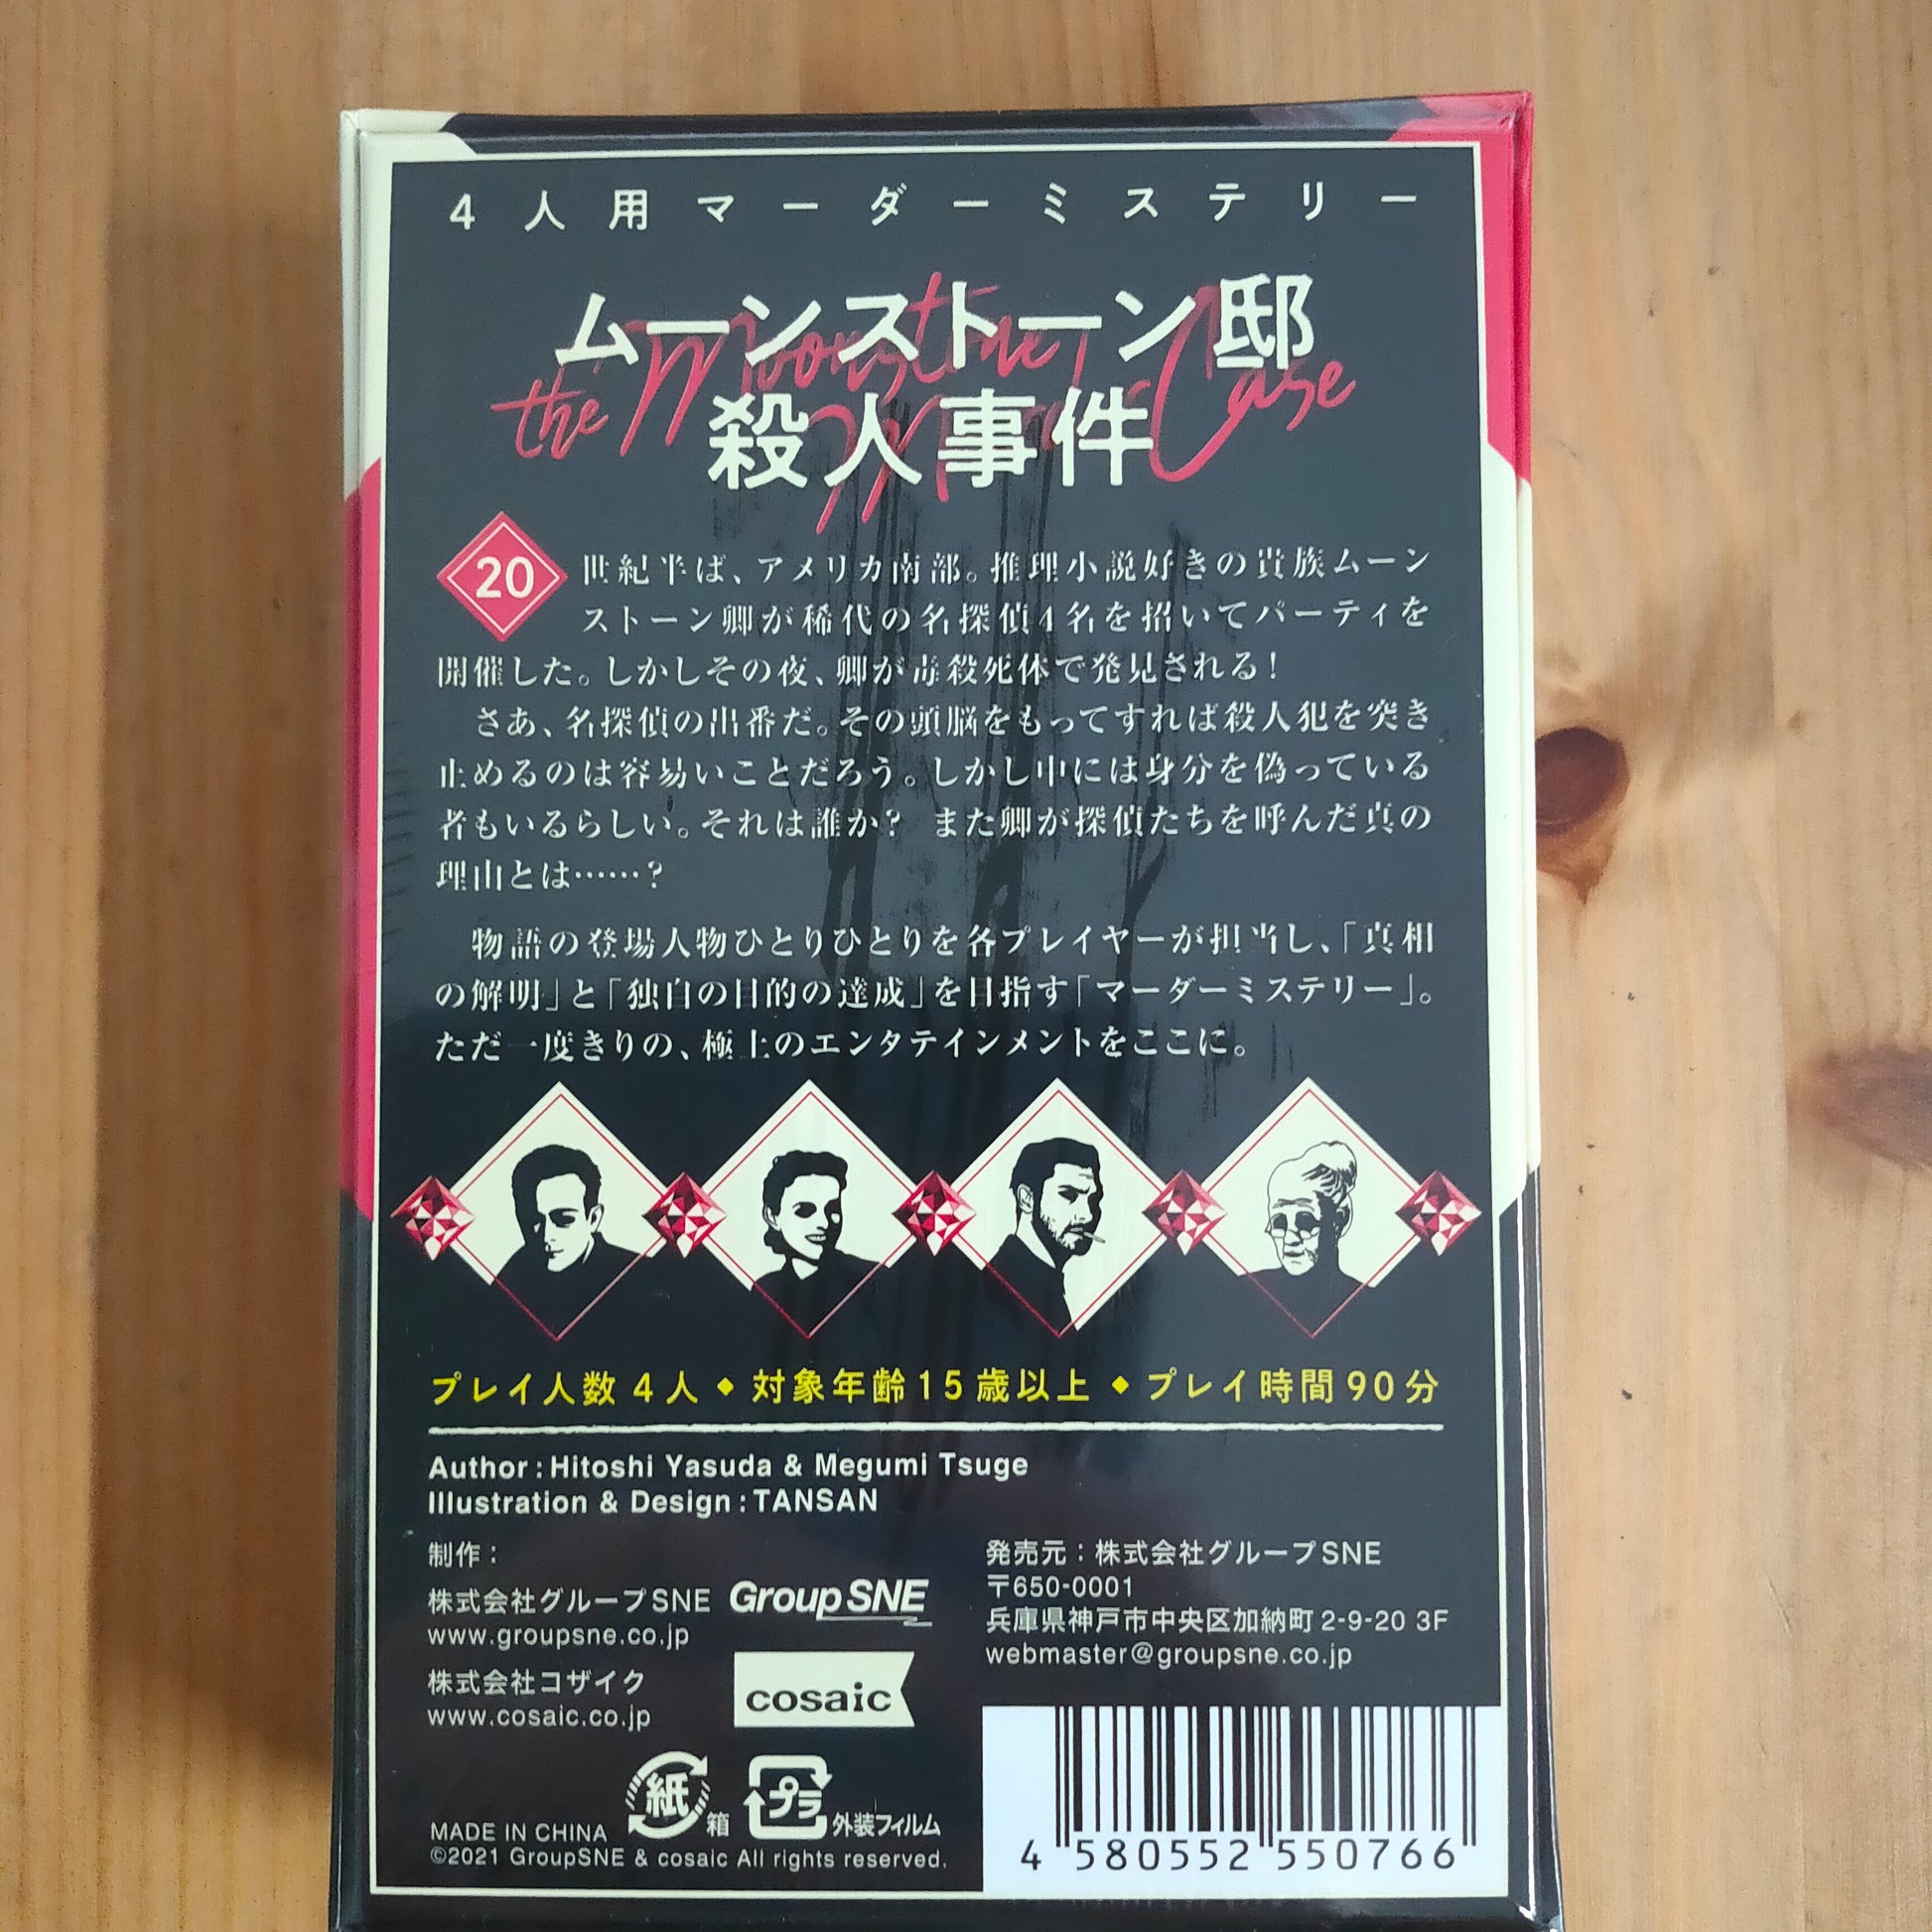 4人用マーダーミステリー
ムーンストーン邸
the Moonstone M Case
殺人事件
20世紀半ば、アメリカ南部。推理小説好きの貴族ムーン
ストーン卿が稀代の名探偵4名を招いてパーティを
開催した。しかしその夜、卿が毒殺死体で発見される!
さあ、名探偵の出番だ。その頭脳をもってすれば殺人犯を突き
止めるのは容易いことだろう。しかし中には身分を偽っている
者もいるらしい。それは誰か? また卿が探偵たちを呼んだ真の
理由とは……?
物語の登場人物ひとりひとりを各プレイヤーが担当し、「真相
の解明」と「独自の目的の達成」を目指す「マーダーミステリー」。
ただ一度きりの、極上のエンタテインメントをここに。
プレイ人数4人◆対象年齢15歳以上◆プレイ時間90分
Author:Hitoshi Yasuda & Megumi Tsuge
Illustration & Design:TANSAN
制作:
株式会社グループSNE GroupSNE
www.groupsne.co.jp
株式会社コザイク
www.cosaic.co.jp
cosaic
発売元:株式会社グループSNE
〒650-0001
兵庫県神戸市中央区加納町2-9-20 3F
webmaster@groupsne.co.jp
紙 箱 プラ 外装フィルム
MADE IN CHINA
©2021 GroupSNE & cosaic All rights reserved.
4 580552 550766